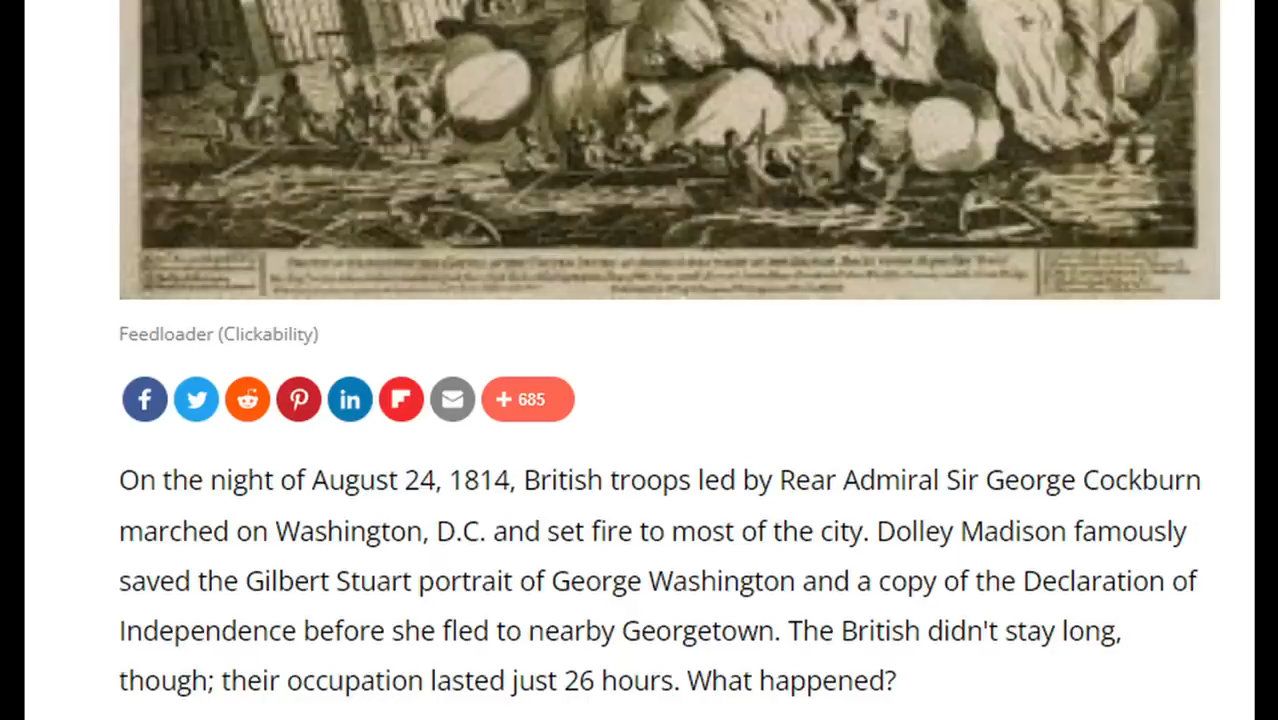 Feedloader (Clickability)
+ 685
On the night of August 24, 1814, British troops led by Rear Admiral Sir George Cockburn
marched on Washington, D.C. and set fire to most of the city. Dolley Madison famously
saved the Gilbert Stuart portrait of George Washington and a copy of the Declaration of
Independence before she fled to nearby Georgetown. The British didn't stay long,
though; their occupation lasted just 26 hours. What happened?